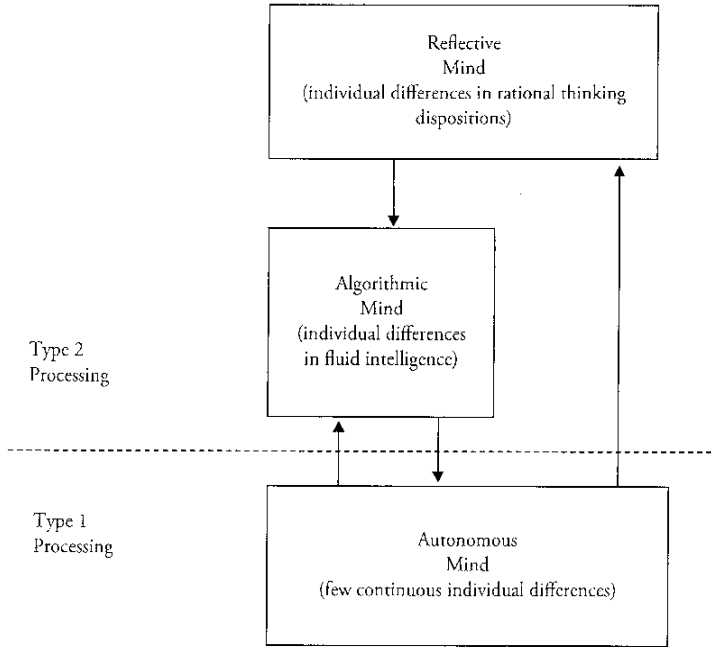 Reflective
Mind
(individual differences in rational thinking
dispositions)
Algorithmic
Mind
(individual differences
in fluid intelligence)
Type 2
Processing
Type 1
Processing
Autonomous
Mind
(few continuous individual differences)